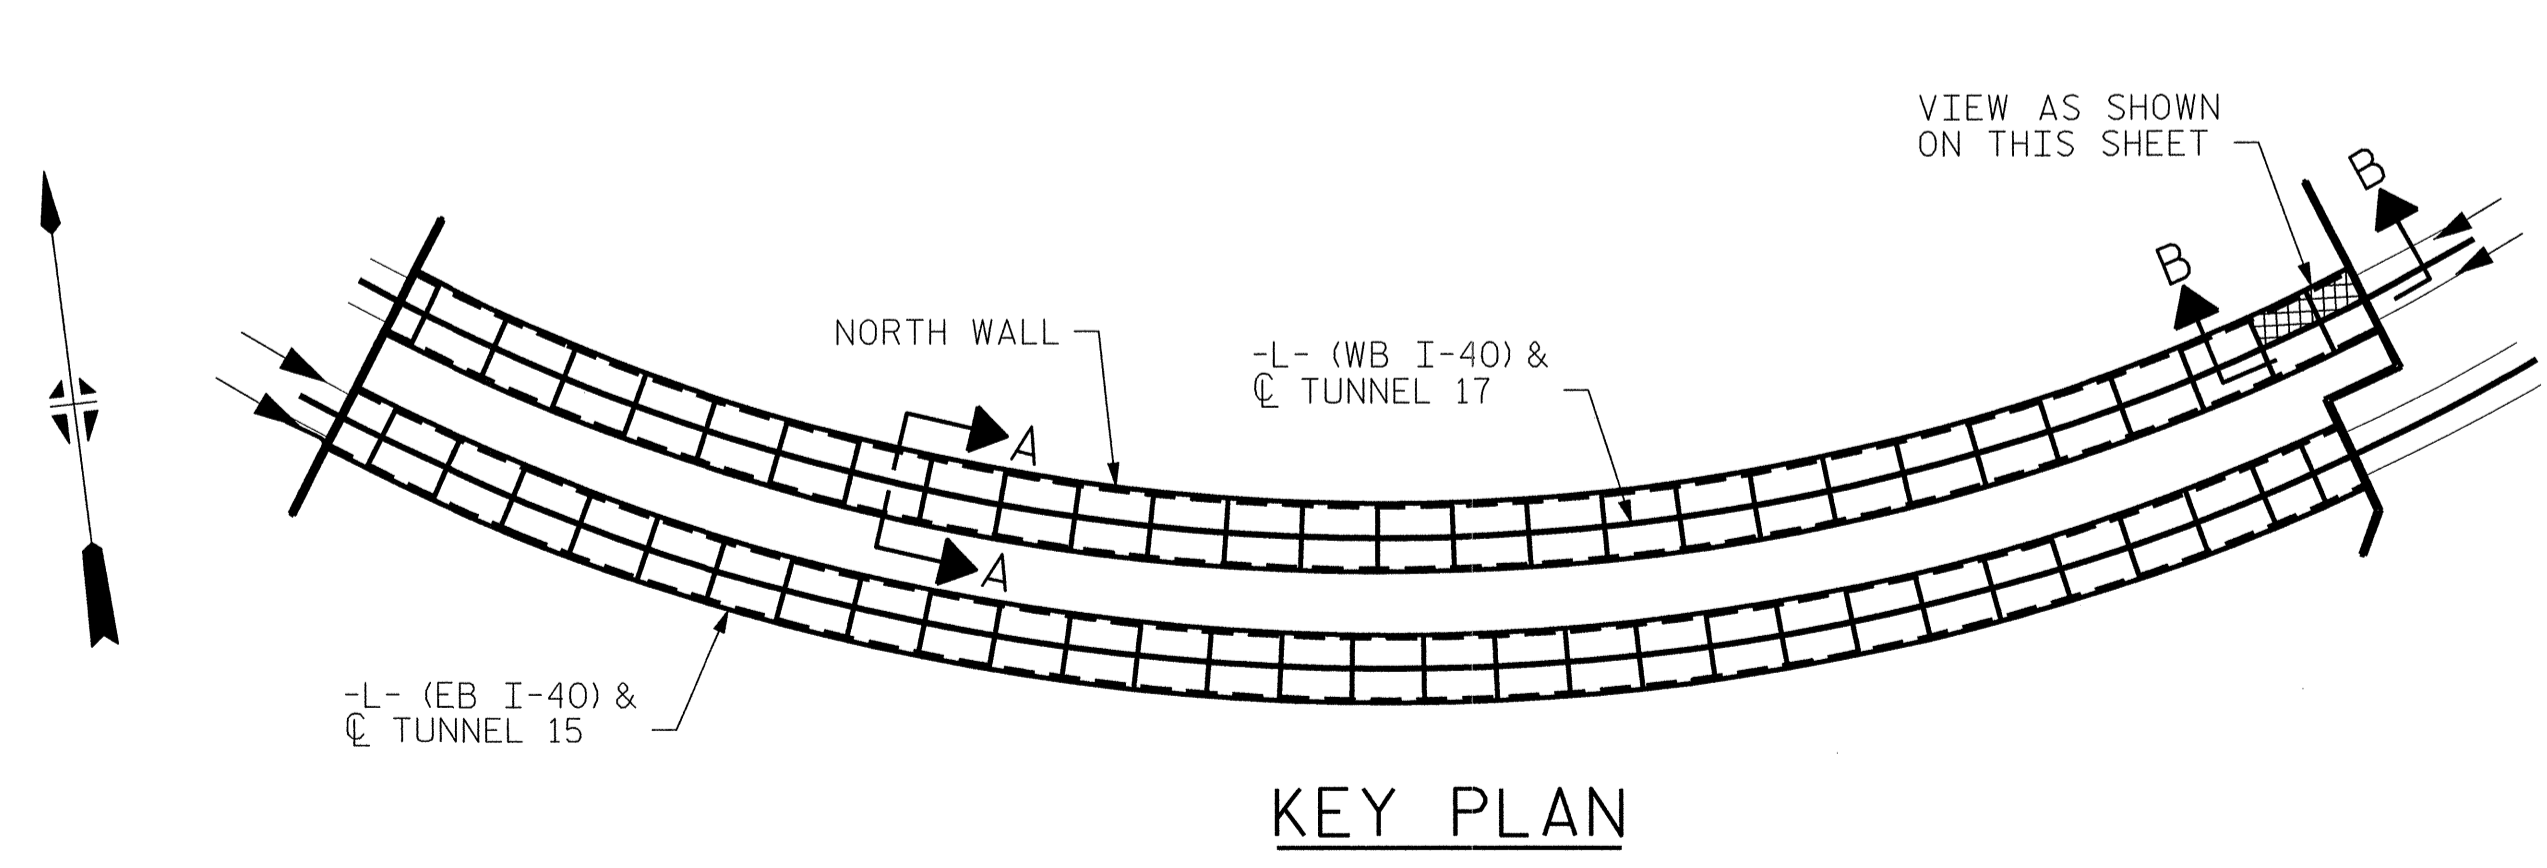 VIEW AS SHOWN
ON THIS SHEET
B
B
NORTH WALL
-L- (WB I-40) &
℄ TUNNEL 17
A
A
-L- (EB I-40) &
℄ TUNNEL 15
KEY PLAN